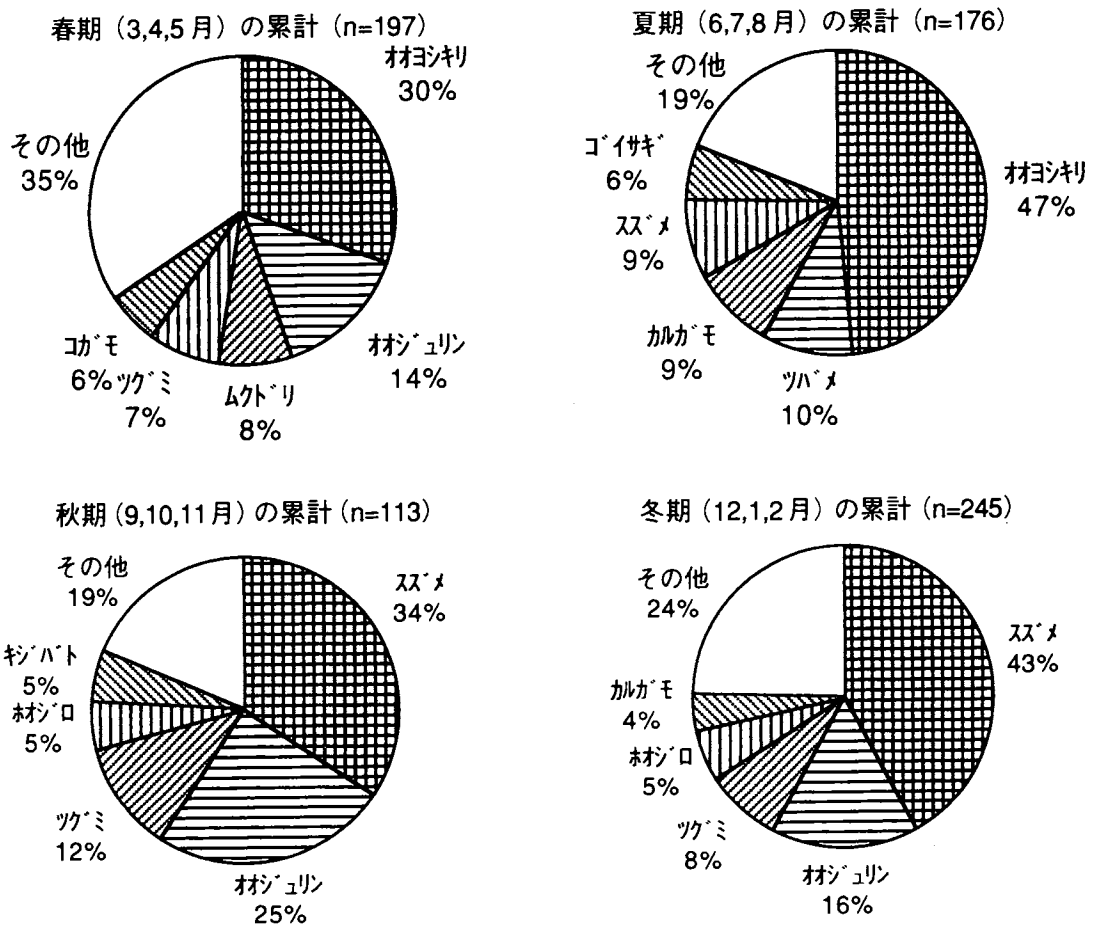 春期（3,4,5月）の累計（n=197）
オオヨシキリ
30%
その他
35%
オオジュリン
14%
コガモ
6%
ツグミ
7%
ムクドリ
8%
夏期（6,7,8月）の累計（n=176）
その他
19%
ゴイサギ
6%
オオヨシキリ
47%
スズメ
9%
カルガモ
9%
ツバメ
10%
秋期（9,10,11月）の累計（n=113）
その他
19%
スズメ
34%
キジバト
5%
ホオジロ
5%
ツグミ
12%
オオジュリン
25%
冬期（12,1,2月）の累計（n=245）
その他
24%
スズメ
43%
カルガモ
4%
ホオジロ
5%
ツグミ
8%
オオジュリン
16%